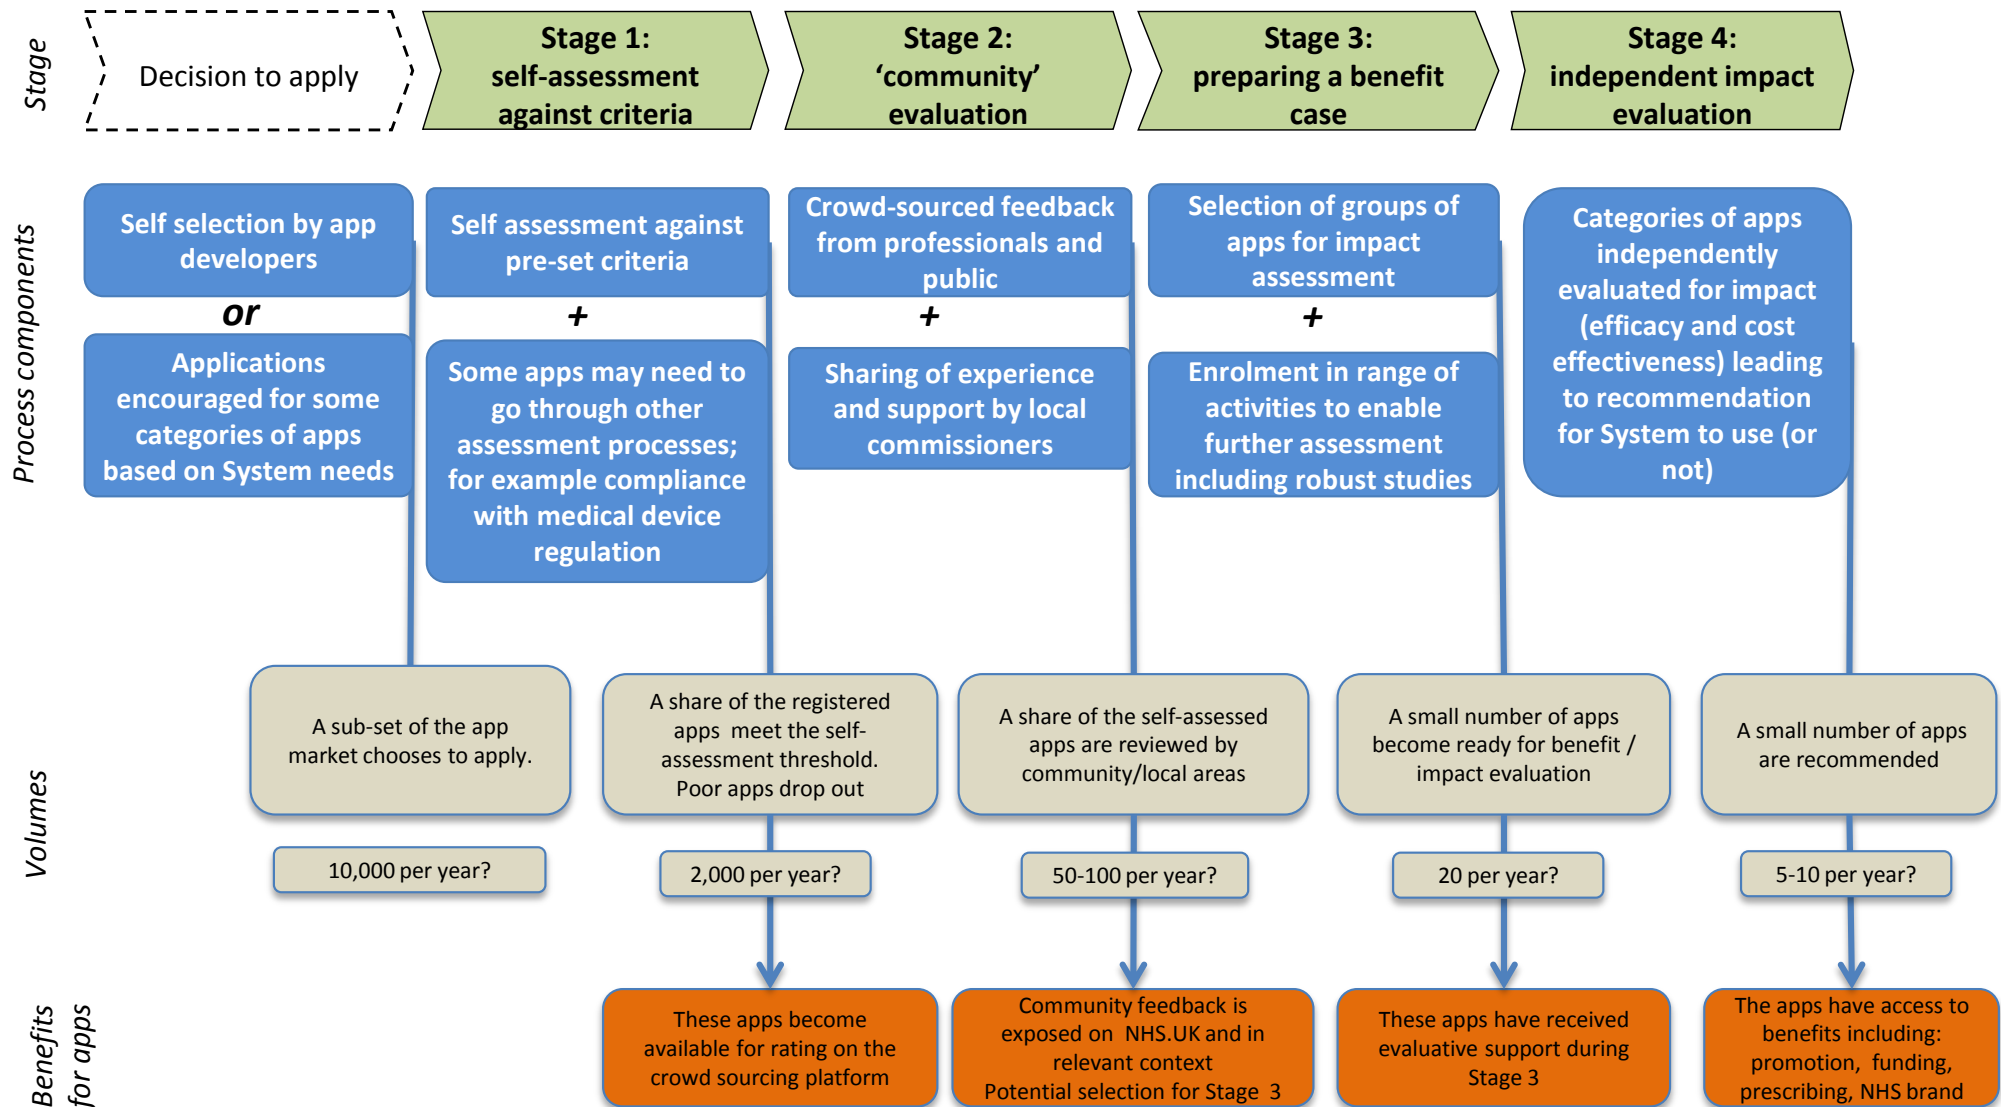 Stage
Decision to apply
Stage 1:
self-assessment
against criteria
Stage 2:
‘community’
evaluation
Stage 3:
preparing a benefit
case
Stage 4:
independent impact
evaluation
Process components
Self selection by app
developers
or
Applications
encouraged for some
categories of apps
based on System needs
Self assessment against
pre-set criteria
+
Some apps may need to
go through other
assessment processes;
for example compliance
with medical device
regulation
Crowd-sourced feedback
from professionals and
public
+
Sharing of experience
and support by local
commissioners
Selection of groups of
apps for impact
assessment
+
Enrolment in range of
activities to enable
further assessment
including robust studies
Categories of apps
independently
evaluated for impact
(efficacy and cost
effectiveness) leading
to recommendation
for System to use (or
not)
Volumes
A sub-set of the app
market chooses to apply.
A share of the registered
apps meet the self-
assessment threshold.
Poor apps drop out
A share of the self-assessed
apps are reviewed by
community/local areas
A small number of apps
become ready for benefit /
impact evaluation
A small number of apps
are recommended
10,000 per year?
2,000 per year?
50-100 per year?
20 per year?
5-10 per year?
Benefits
for apps
These apps become
available for rating on the
crowd sourcing platform
Community feedback is
exposed on NHS.UK and in
relevant context
Potential selection for Stage 3
These apps have received
evaluative support during
Stage 3
The apps have access to
benefits including:
promotion, funding,
prescribing, NHS brand